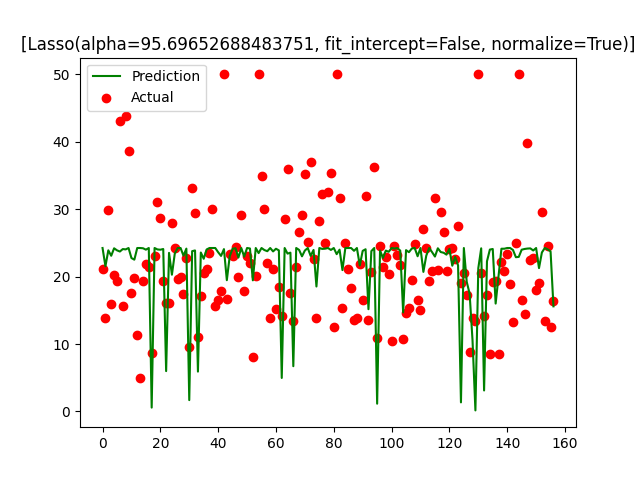 [Lasso(alpha=95.69652688483751, fit_intercept=False, normalize=True)]
Prediction
Actual
50
40
30
20
10
0
0 20 40 60 80 100 120 140 160